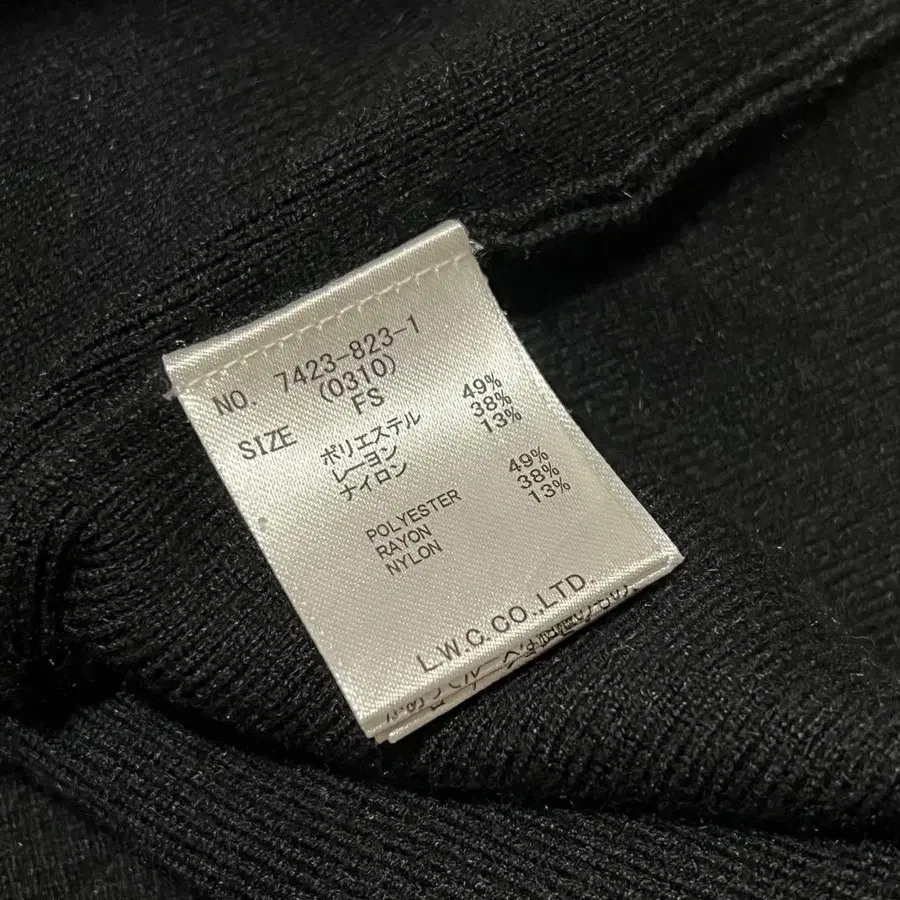 NO. 7423-823-1
(0310)
SIZE FS
ポリエステル 49%
レーヨン 38%
ナイロン 13%
POLYESTER 49%
RAYON 38%
NYLON 13%
L.W.C.CO.,LTD.